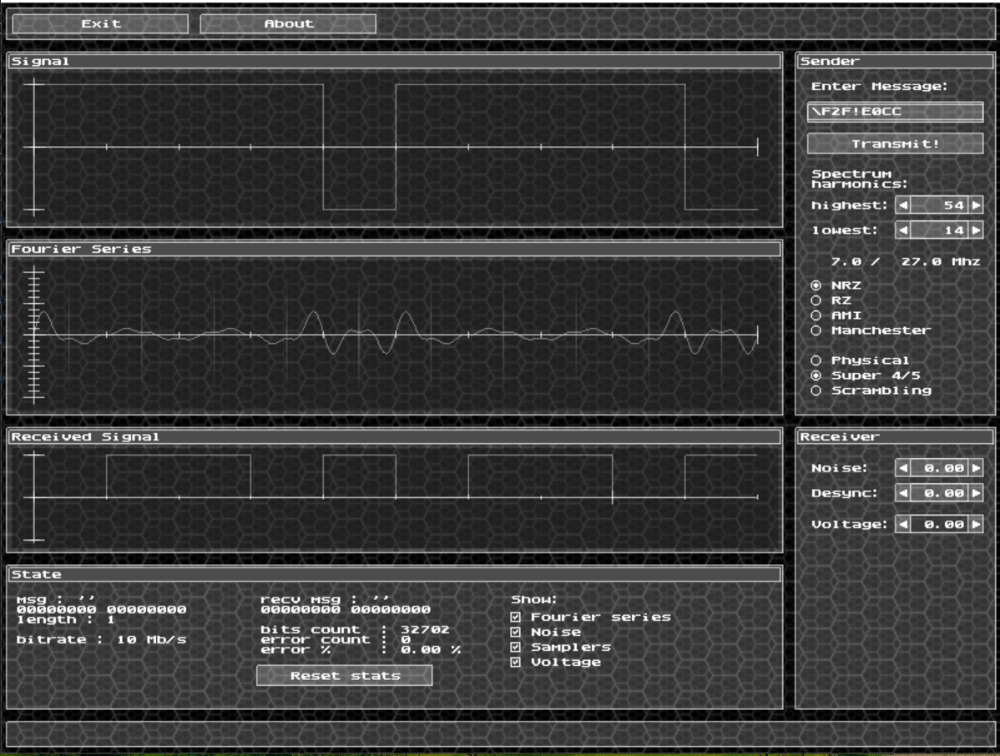 Exit About
Signal
Fourier Series
Received Signal
State
msg : ''
00000000 00000000
length : 1
bitrate : 10 Mb/s
recv msg : ''
00000000 00000000
bits count : 32702
error count : 0
error % : 0.00 %
Reset stats
Show:
Fourier series
Noise
Samplers
Voltage
Sender
Enter Message:
\F2F!E0CC
Transmit!
Spectrum
harmonics:
highest: 54
lowest: 14
7.0 / 27.0 Mhz
NRZ
RZ
AMI
Manchester
Physical
Super 4/5
Scrambling
Receiver
Noise: 0.00
Desync: 0.00
Voltage: 0.00